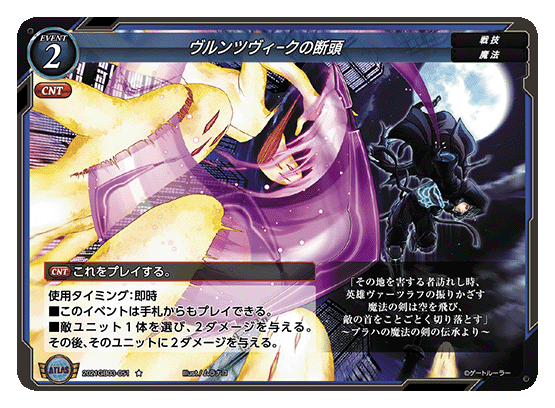 EVENT
2
ヴルンツヴィークの断頭
戦技
魔法
CNT
CNT これをプレイする。
使用タイミング:即時
■このイベントは手札からもプレイできる。
■敵ユニット1体を選び、2ダメージを与える。
その後、そのユニットに2ダメージを与える。
「その地を害する者訪れし時、
英雄ヴァーツラフの振りかざす
魔法の剣は空を飛び、
敵の首をことごとく切り落とす」
~プラハの魔法の剣の伝承より~
ATLAS
2021 GB03-051 ☆
Illust./
©ゲートルーラー